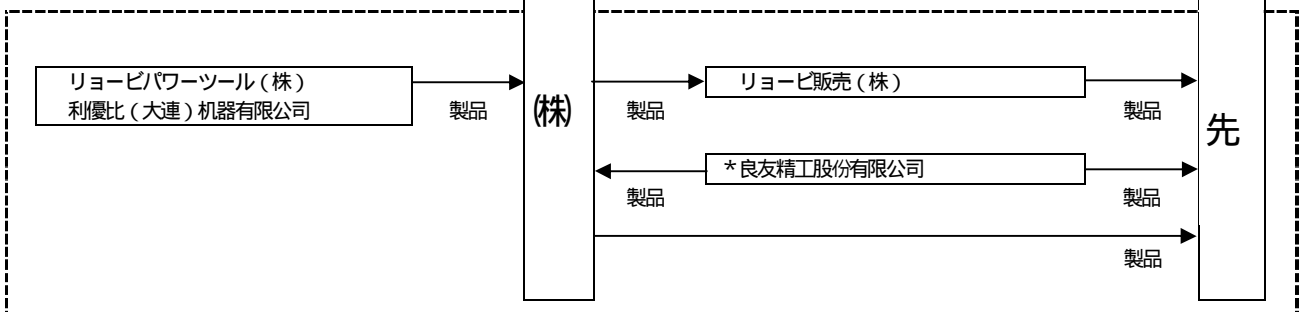 リョービパワーツール（株）
利優比（大連）机器有限公司
製品
㈱
製品
リョービ販売（株）
製品
先
製品
＊良友精工股份有限公司
製品
製品